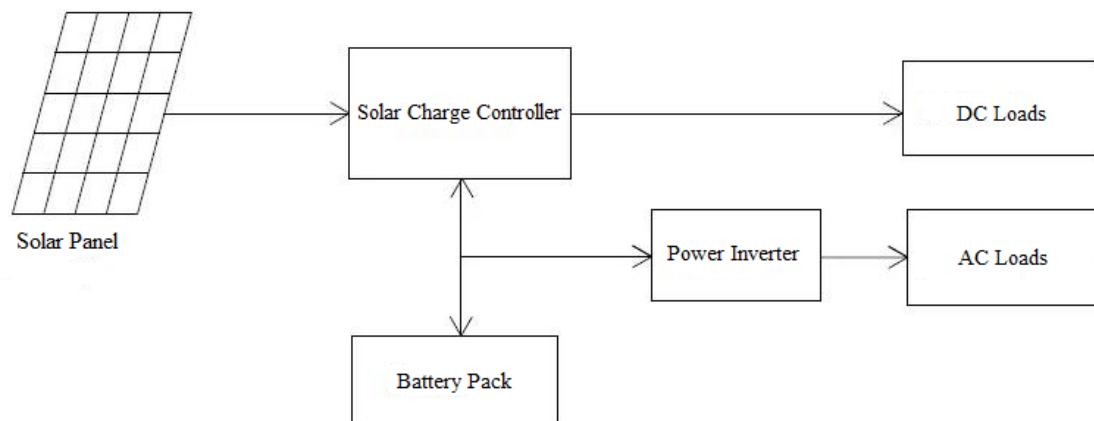 Solar Charge Controller
DC Loads
Solar Panel
Power Inverter
AC Loads
Battery Pack